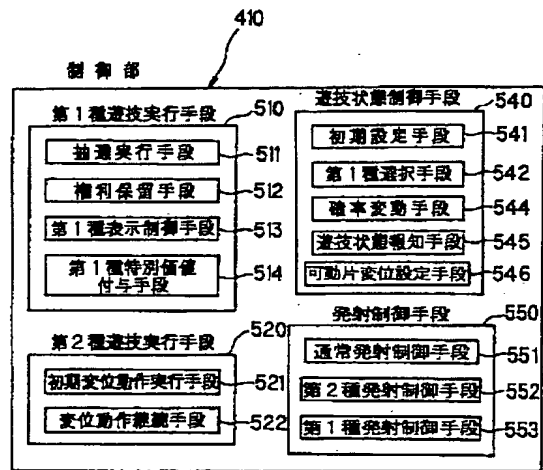 410
制御部
第1種遊技実行手段
510
抽選実行手段
511
権利保留手段
512
第1種表示制御手段
513
第1種特別価値
付与手段
514
第2種遊技実行手段
520
初期変位動作実行手段
521
変位動作継続手段
522
遊技状態制御手段
540
初期設定手段
541
第1種選択手段
542
確率変動手段
544
遊技状態報知手段
545
可動片変位設定手段
546
発射制御手段
550
通常発射制御手段
551
第2種発射制御手段
552
第1種発射制御手段
553